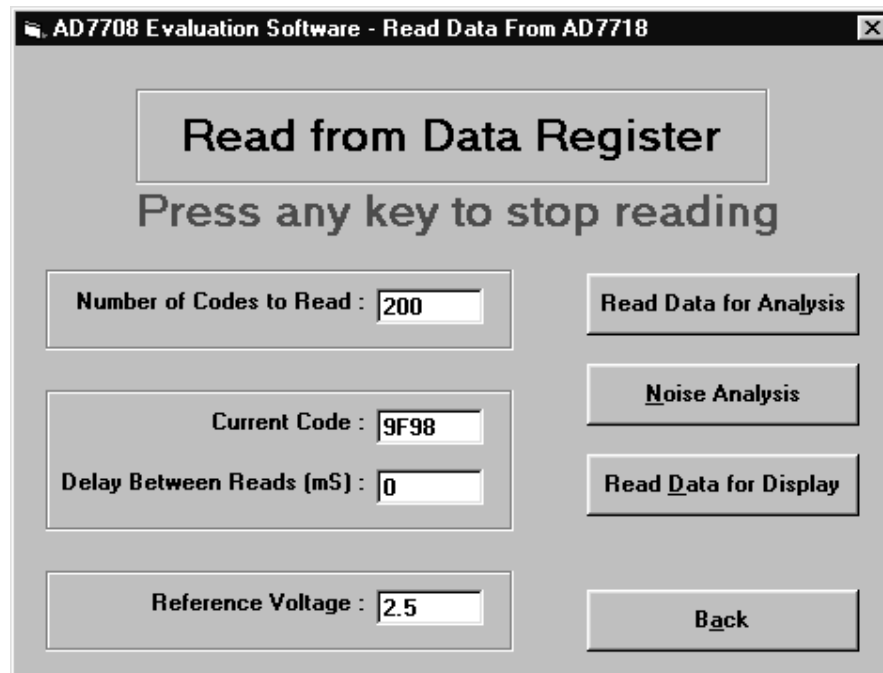 AD7708 Evaluation Software - Read Data From AD7718
Read from Data Register
Press any key to stop reading
Number of Codes to Read : 200
Read Data for Analysis
Noise Analysis
Current Code : 9F98
Delay Between Reads (mS) : 0
Read Data for Display
Reference Voltage : 2.5
Back